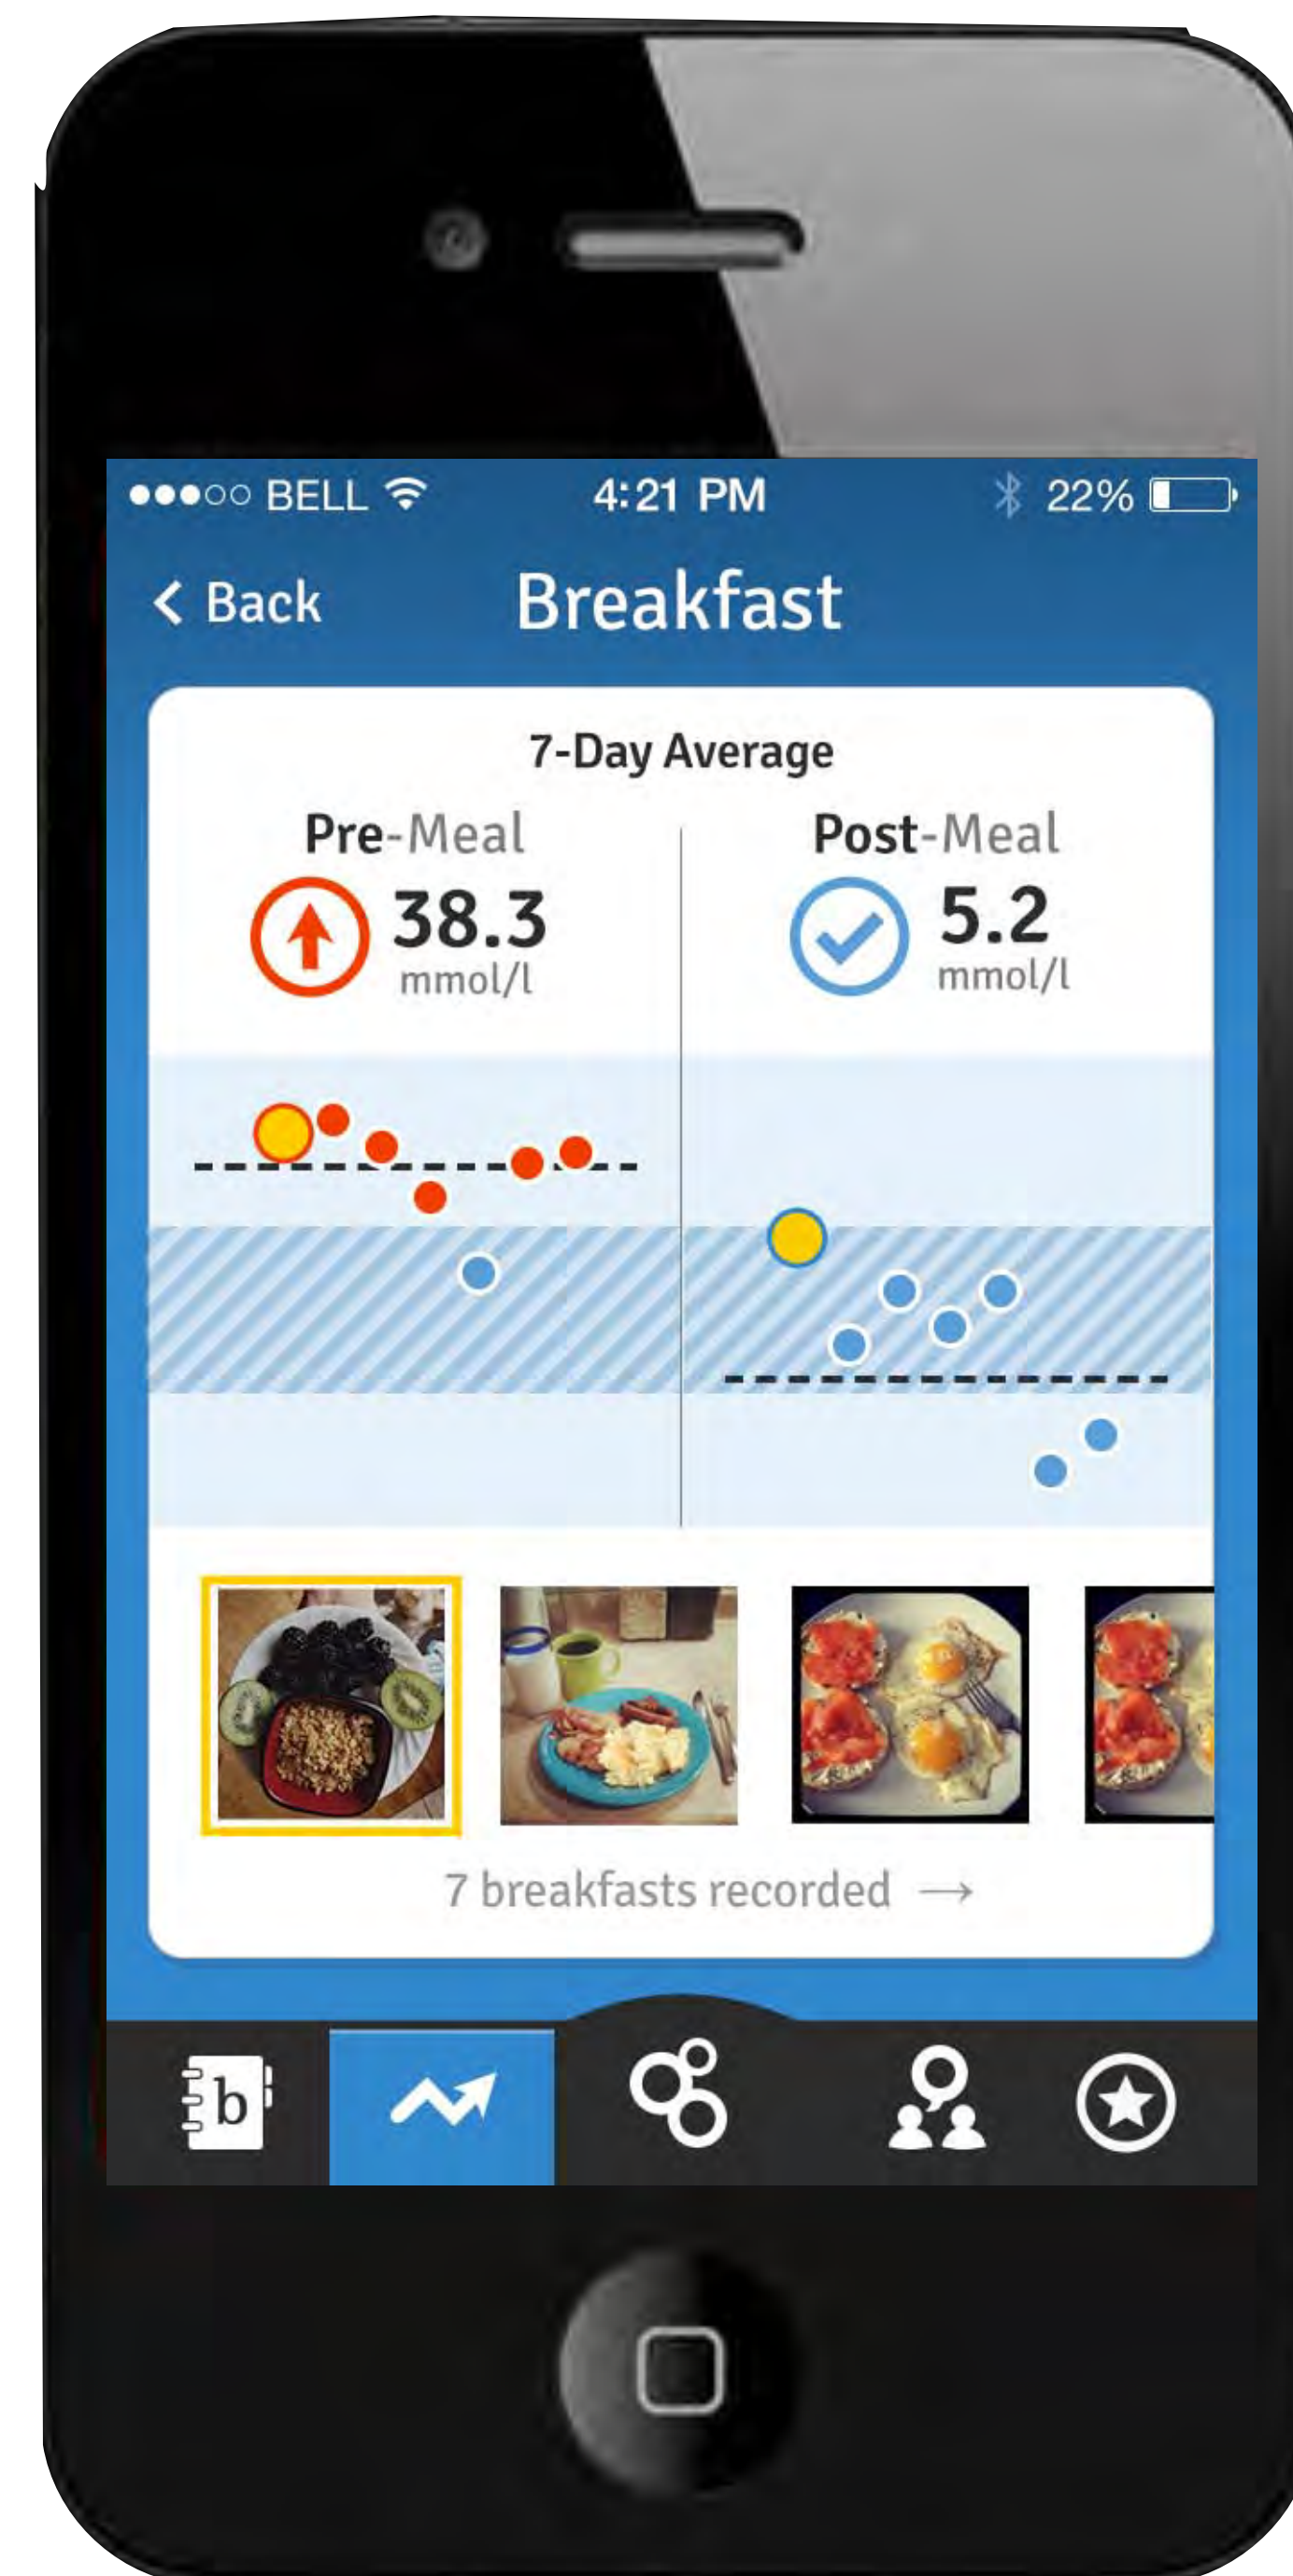 BELL 4:21 PM 22%
Back Breakfast
7-Day Average
Pre-Meal Post-Meal
38.3 5.2
mmol/l mmol/l
7 breakfasts recorded →
b